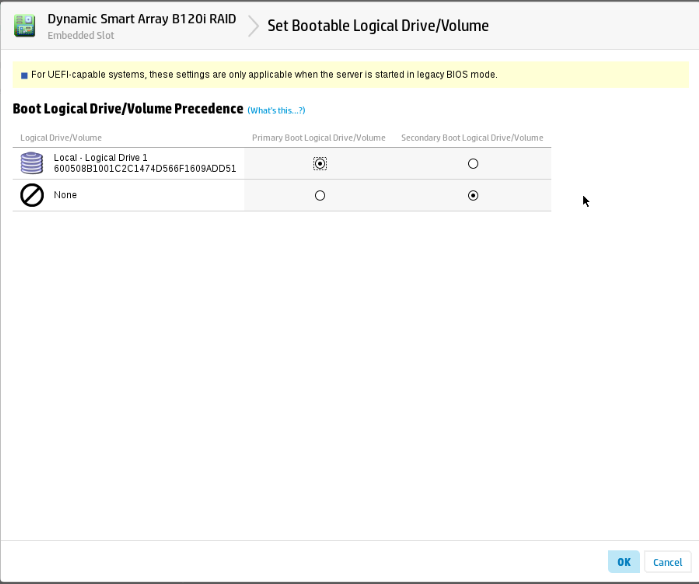 Dynamic Smart Array B120i RAID
Embedded Slot
Set Bootable Logical Drive/Volume
For UEFI-capable systems, these settings are only applicable when the server is started in legacy BIOS mode.
Boot Logical Drive/Volume Precedence (What's this...?)
Logical Drive/Volume Primary Boot Logical Drive/Volume Secondary Boot Logical Drive/Volume
Local - Logical Drive 1
600508B1001C2C1474D566F1609ADD51
None
OK Cancel